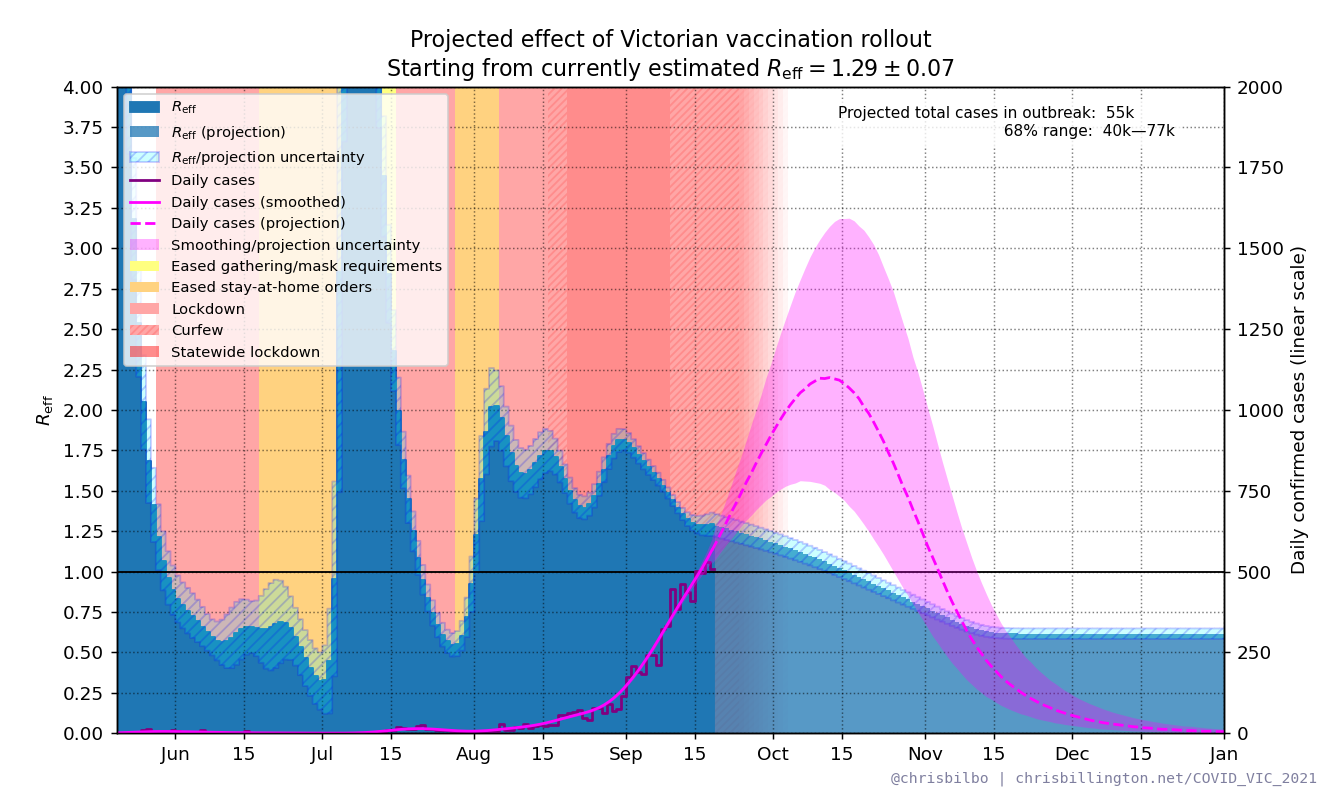 Projected effect of Victorian vaccination rollout
Starting from currently estimated R_eff = 1.29 ± 0.07
4.00
3.75
3.50
3.25
3.00
2.75
2.50
2.25
2.00
1.75
1.50
1.25
1.00
0.75
0.50
0.25
0.00
R_eff
R_eff
R_eff (projection)
R_eff/projection uncertainty
Daily cases
Daily cases (smoothed)
Daily cases (projection)
Smoothing/projection uncertainty
Eased gathering/mask requirements
Eased stay-at-home orders
Lockdown
Curfew
Statewide lockdown
Projected total cases in outbreak: 55k
68% range: 40k—77k
2000
1750
1500
1250
1000
750
500
250
0
Daily confirmed cases (linear scale)
Jun 15 Jul 15 Aug 15 Sep 15 Oct 15 Nov 15 Dec 15 Jan
@chrisbilbo | chrisbillington.net/COVID_VIC_2021